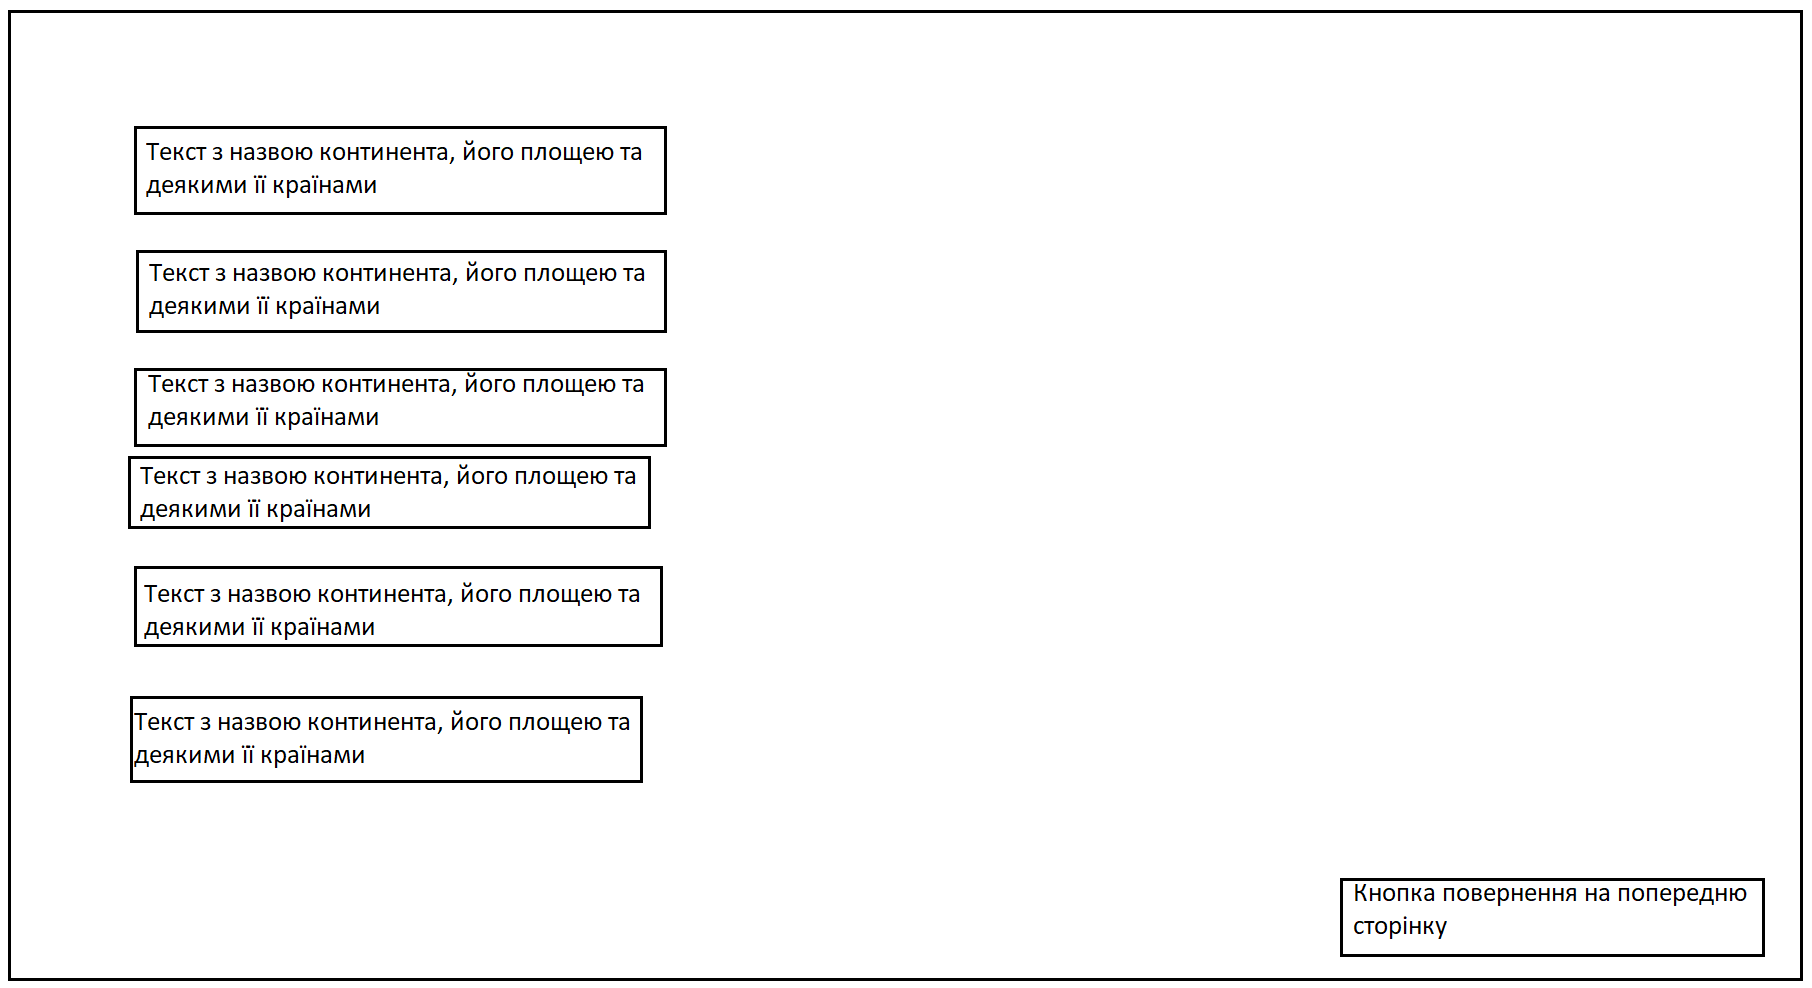 Текст з назвою континента, його площею та
деякими її країнами
Текст з назвою континента, його площею та
деякими її країнами
Текст з назвою континента, його площею та
деякими її країнами
Текст з назвою континента, його площею та
деякими її країнами
Текст з назвою континента, його площею та
деякими її країнами
Текст з назвою континента, його площею та
деякими її країнами
Кнопка повернення на попередню
сторінку